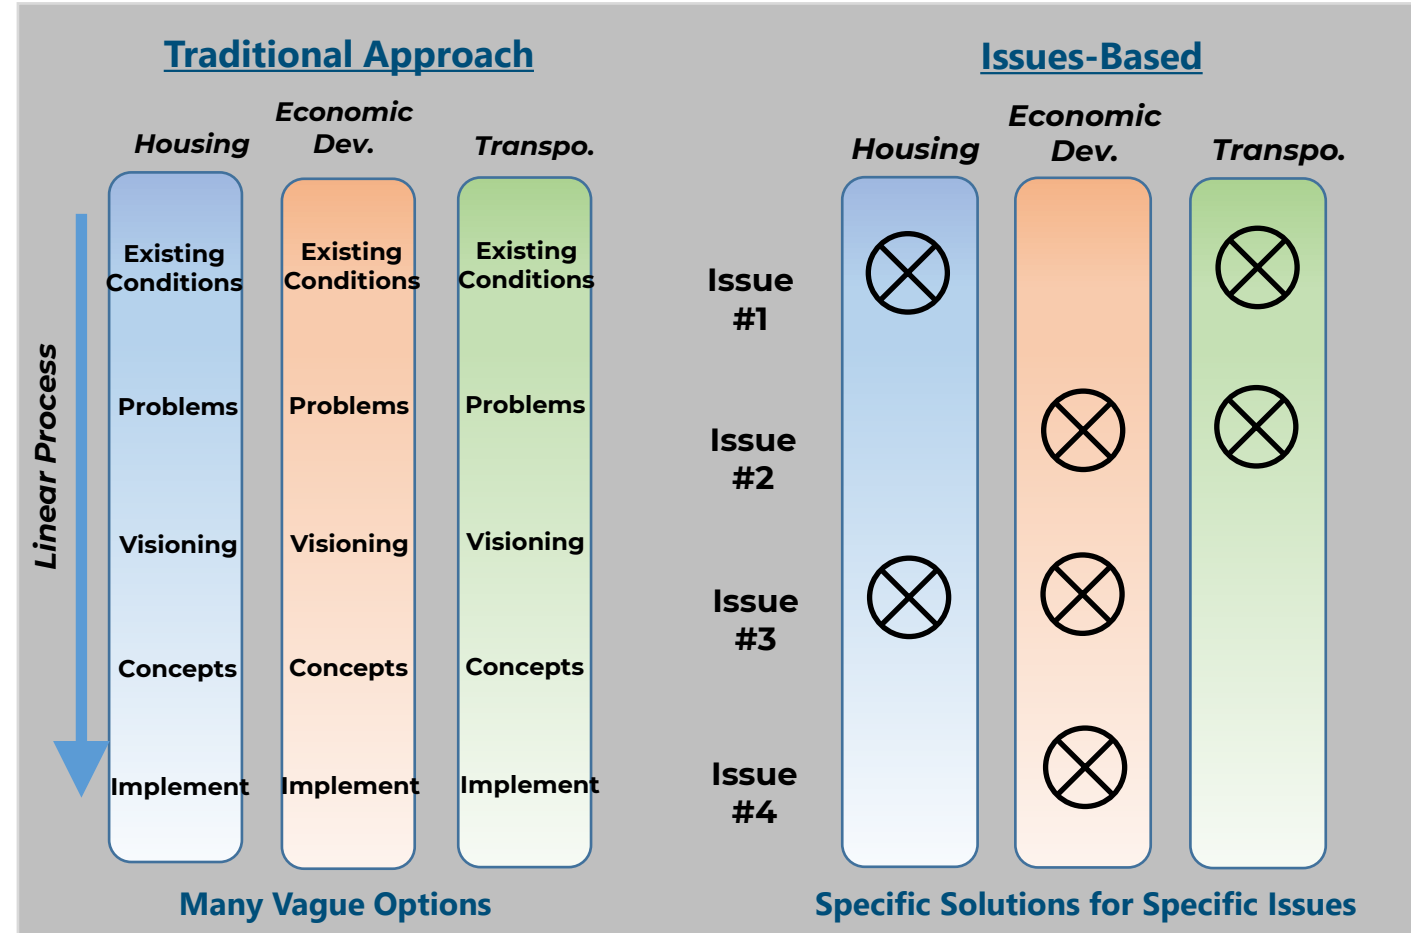 Traditional Approach
Housing
Economic
Dev.
Transpo.
Linear Process
Existing
Conditions
Existing
Conditions
Existing
Conditions
Problems
Problems
Problems
Visioning
Visioning
Visioning
Concepts
Concepts
Concepts
Implement
Implement
Implement
Many Vague Options
Issues-Based
Housing
Economic
Dev.
Transpo.
Issue
#1
Issue
#2
Issue
#3
Issue
#4
Specific Solutions for Specific Issues